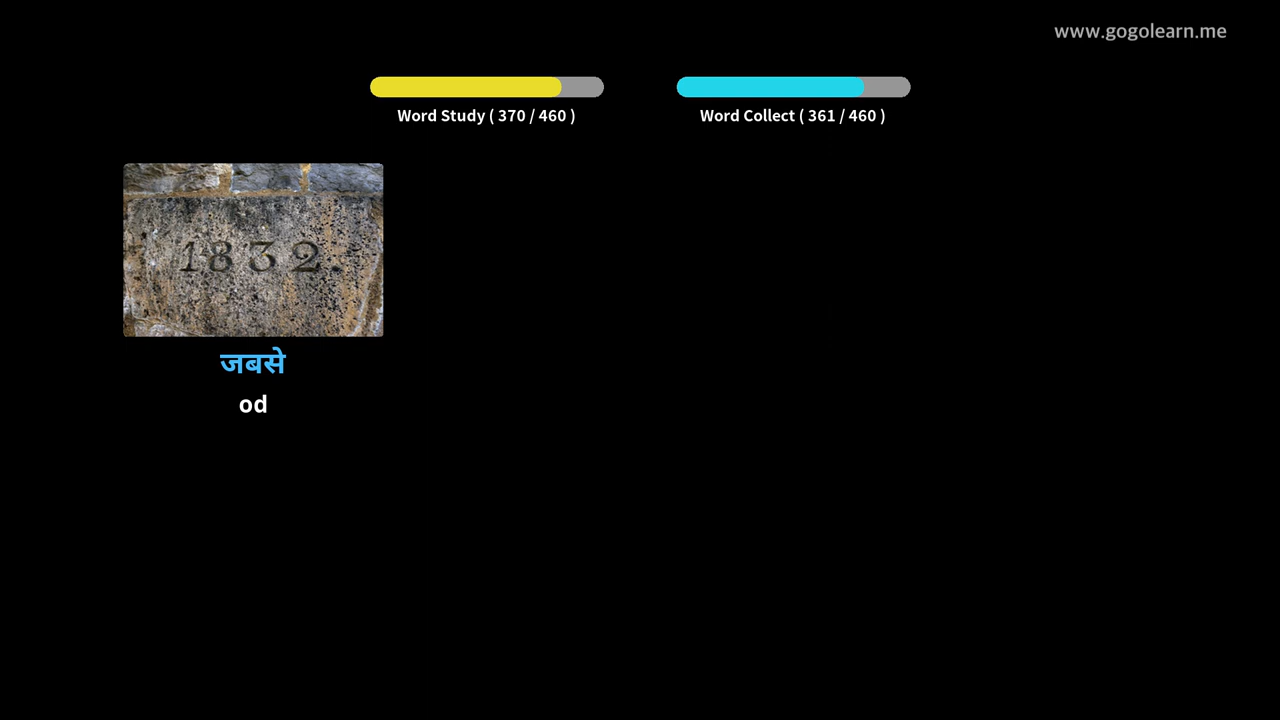 www.gogolearn.me
Word Study ( 370 / 460 )
Word Collect ( 361 / 460 )
1832.
जबसे
od